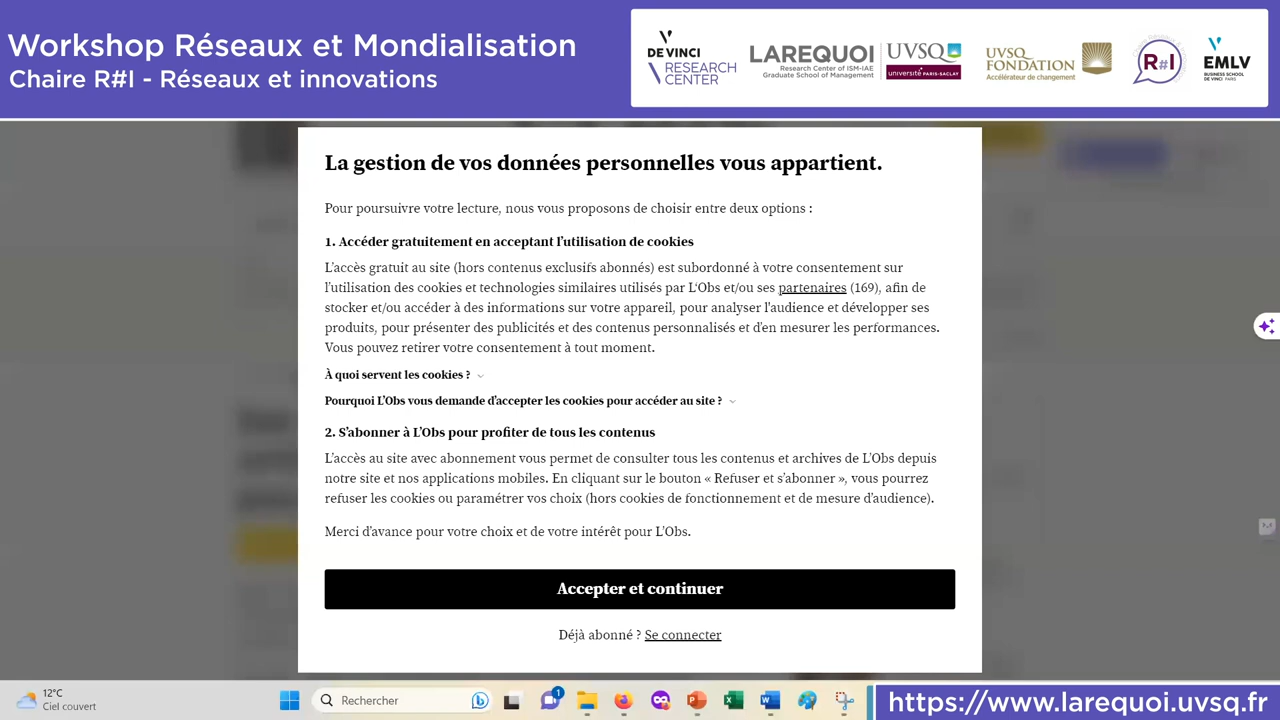 Workshop Réseaux et Mondialisation
Chaire R#I - Réseaux et innovations
DE VINCI
RESEARCH
CENTER
LAREQUOI
Research Center of ISM-IAE
Graduate School of Management
UVSQ
université PARIS-SACLAY
UVSQ
FONDATION
Accélérateur de changement
R#I
EMLV
BUSINESS SCHOOL
DE VINCI PARIS
La gestion de vos données personnelles vous appartient.
Pour poursuivre votre lecture, nous vous proposons de choisir entre deux options :
1. Accéder gratuitement en acceptant l'utilisation de cookies
L'accès gratuit au site (hors contenus exclusifs abonnés) est subordonné à votre consentement sur
l'utilisation des cookies et technologies similaires utilisés par L'Obs et/ou ses partenaires (169), afin de
stocker et/ou accéder à des informations sur votre appareil, pour analyser l'audience et développer ses
produits, pour présenter des publicités et des contenus personnalisés et d'en mesurer les performances.
Vous pouvez retirer votre consentement à tout moment.
À quoi servent les cookies ?
Pourquoi L'Obs vous demande d'accepter les cookies pour accéder au site ?
2. S'abonner à L'Obs pour profiter de tous les contenus
L'accès au site avec abonnement vous permet de consulter tous les contenus et archives de L'Obs depuis
notre site et nos applications mobiles. En cliquant sur le bouton « Refuser et s'abonner », vous pourrez
refuser les cookies ou paramétrer vos choix (hors cookies de fonctionnement et de mesure d'audience).
Merci d'avance pour votre choix et de votre intérêt pour L'Obs.
Accepter et continuer
Déjà abonné ? Se connecter
12°C
Ciel couvert
Rechercher
1
https://www.larequoi.uvsq.fr